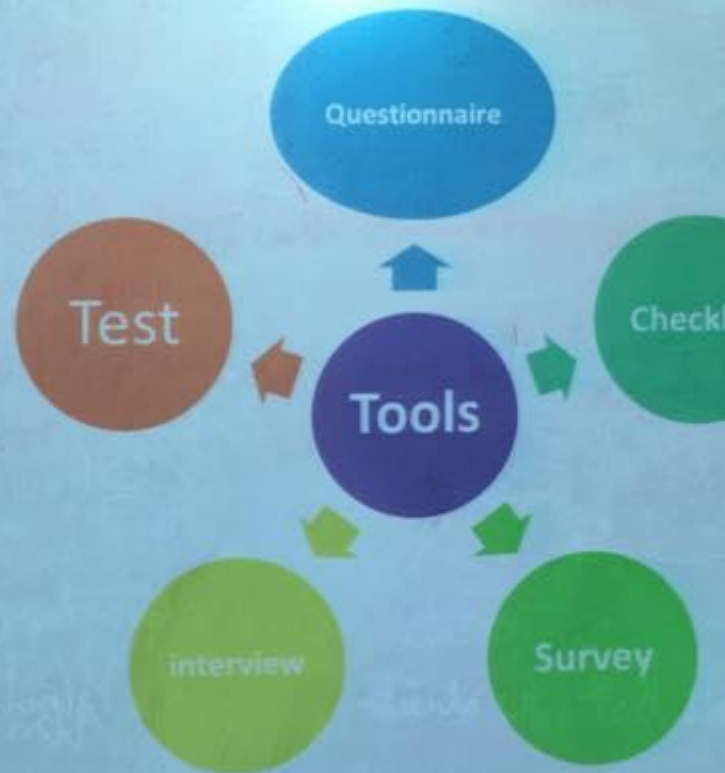 Questionnaire
Test
Checkl
Tools
interview
Survey